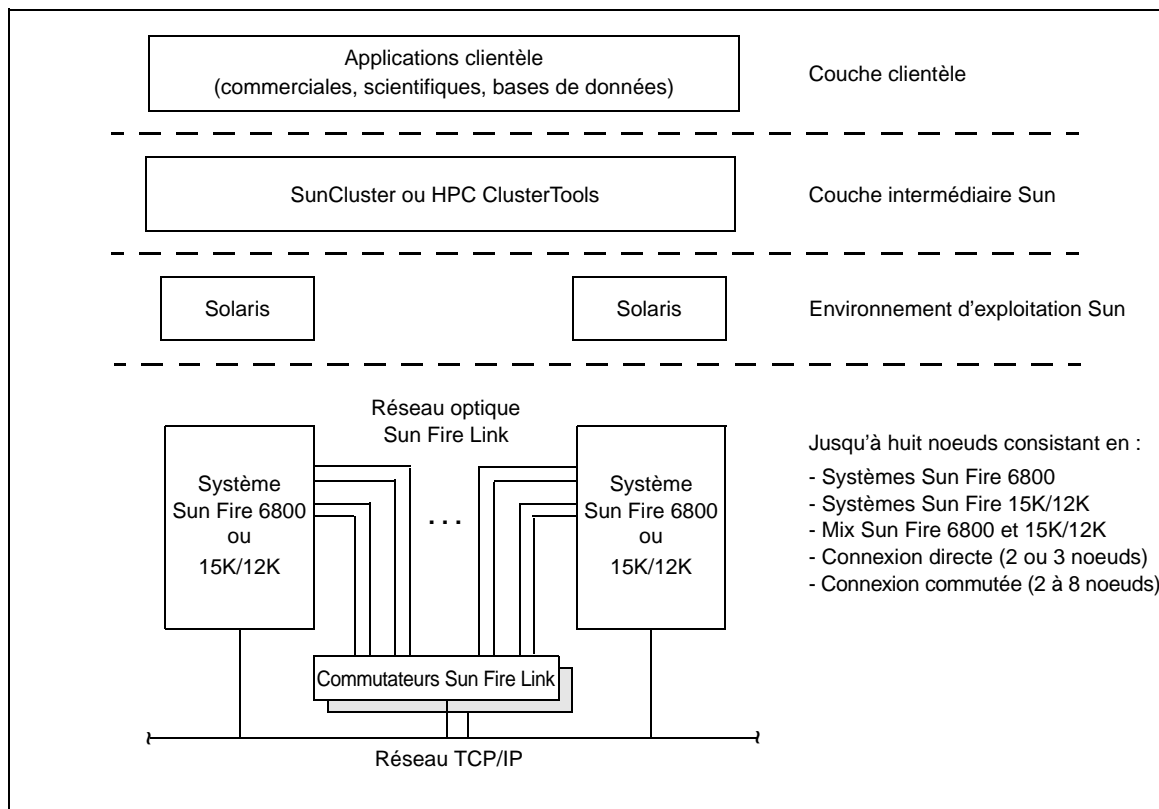 Applications clientèle
(commerciales, scientifiques, bases de données)
Couche clientèle
SunCluster ou HPC ClusterTools
Couche intermédiaire Sun
Solaris
Solaris
Environnement d'exploitation Sun
Réseau optique
Sun Fire Link
Système
Sun Fire 6800
ou
15K/12K
. . .
Système
Sun Fire 6800
ou
15K/12K
Jusqu'à huit noeuds consistant en :
- Systèmes Sun Fire 6800
- Systèmes Sun Fire 15K/12K
- Mix Sun Fire 6800 et 15K/12K
- Connexion directe (2 ou 3 noeuds)
- Connexion commutée (2 à 8 noeuds)
Commutateurs Sun Fire Link
Réseau TCP/IP